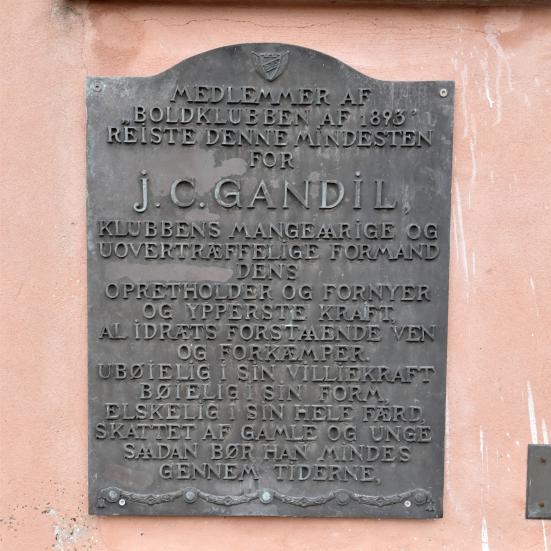 MEDLEMMER AF
„BOLDKLUBBEN AF 1893"
REISTE DENNE MINDESTEN
FOR
J. C. GANDIL,
KLUBBENS MANGEAARIGE OG
UOVERTRÆFFELIGE FORMAND
DENS
OPRETHOLDER OG FORNYER
OG YPPERSTE KRAFT,
AL IDRÆTS FORSTAAENDE VEN
OG FORKÆMPER.
UBØIELIG I SIN VILLIEKRAFT
BØIELIG I SIN FORM,
ELSKELIG I SIN HELE FÆRD,
SKATTET AF GAMLE OG UNGE
SAADAN BØR HAN MINDES
GENNEM TIDERNE.